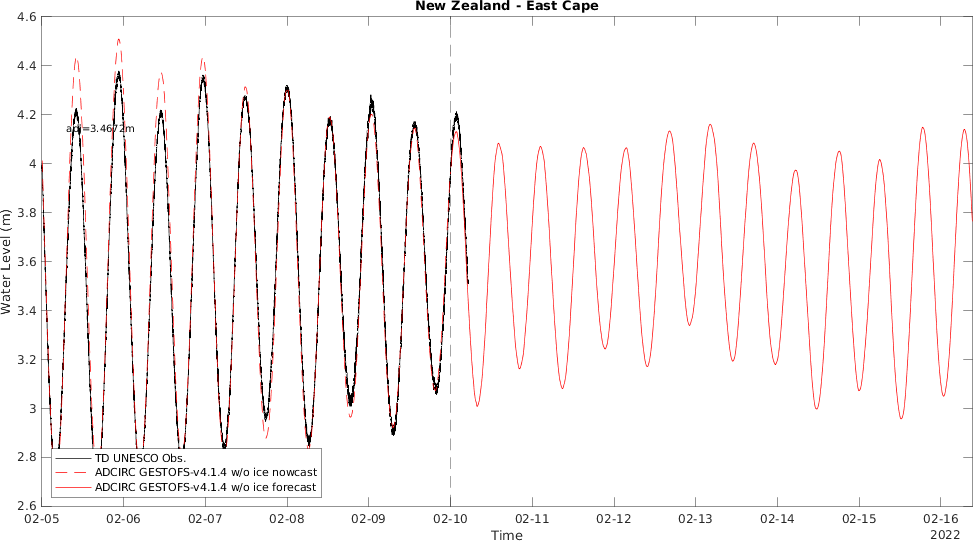 New Zealand - East Cape
4.6
4.4
4.2
4
3.8
3.6
3.4
3.2
3
2.8
2.6
Water Level (m)
=3.4672m
TD UNESCO Obs.
ADCIRC GESTOFS-v4.1.4 w/o ice nowcast
ADCIRC GESTOFS-v4.1.4 w/o ice forecast
02-05 02-06 02-07 02-08 02-09 02-10 02-11 02-12 02-13 02-14 02-15 02-16
Time
2022